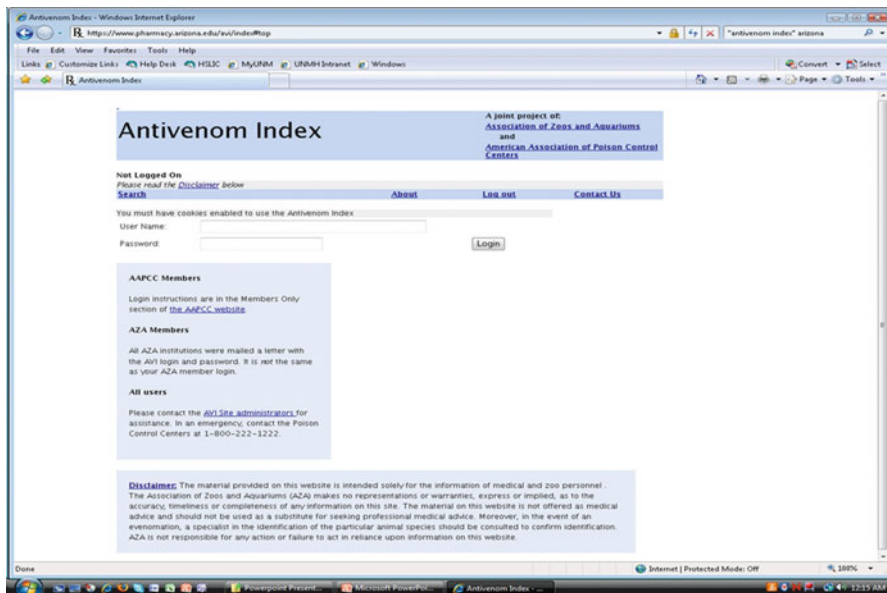 Antivenom Index - Windows Internet Explorer
https://www.pharmacy.arizona.edu/avi/index#top
"antivenom index" arizona
File Edit View Favorites Tools Help
Links Customize Links Help Desk HSLIC MyUNM UNMH Intranet Windows
Convert Select
Antivenom Index
Page Tools
Antivenom Index
A joint project of:
Association of Zoos and Aquariums
and
American Association of Poison Control
Centers
Not Logged On
Please read the Disclaimer below
Search About Log out Contact Us
You must have cookies enabled to use the Antivenom Index
User Name:
Password:
Login
AAPCC Members
Login instructions are in the Members Only
section of the AAPCC website.
AZA Members
All AZA institutions were mailed a letter with
the AVI login and password. It is not the same
as your AZA member login.
All users
Please contact the AVI Site administrators for
assistance. In an emergency, contact the Poison
Control Centers at 1-800-222-1222.
Disclaimer: The material provided on this website is intended solely for the information of medical and zoo personnel .
The Association of Zoos and Aquariums (AZA) makes no representations or warranties, express or implied, as to the
accuracy, timeliness or completeness of any information on this site. The material on this website is not offered as medical
advice and should not be used as a substitute for seeking professional medical advice. Moreover, in the event of an
evenomation, a specialist in the identification of the particular animal species should be consulted to confirm identification.
AZA is not responsible for any action or failure to act in reliance upon information on this website.
Done
Internet | Protected Mode: Off
100%
Powerpoint Present...
Microsoft PowerPoi...
Antivenom Index - ...
12:15 AM